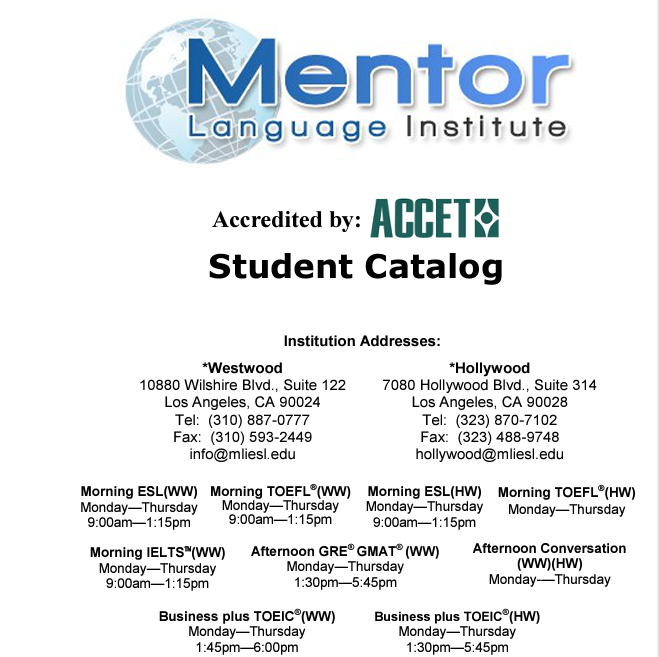 Mentor
Language Institute
Accredited by: ACCET
Student Catalog
Institution Addresses:
*Westwood
10880 Wilshire Blvd., Suite 122
Los Angeles, CA 90024
Tel: (310) 887-0777
Fax: (310) 593-2449
info@mliesl.edu
*Hollywood
7080 Hollywood Blvd., Suite 314
Los Angeles, CA 90028
Tel: (323) 870-7102
Fax: (323) 488-9748
hollywood@mliesl.edu
Morning ESL(WW)
Monday—Thursday
9:00am—1:15pm
Morning TOEFL®(WW)
Monday—Thursday
9:00am—1:15pm
Morning ESL(HW)
Monday—Thursday
9:00am—1:15pm
Morning TOEFL®(HW)
Monday—Thursday
Morning IELTS℠(WW)
Monday—Thursday
9:00am—1:15pm
Afternoon GRE® GMAT® (WW)
Monday—Thursday
1:30pm—5:45pm
Afternoon Conversation
(WW)(HW)
Monday-—Thursday
Business plus TOEIC®(WW)
Monday—Thursday
1:45pm—6:00pm
Business plus TOEIC®(HW)
Monday—Thursday
1:30pm—5:45pm